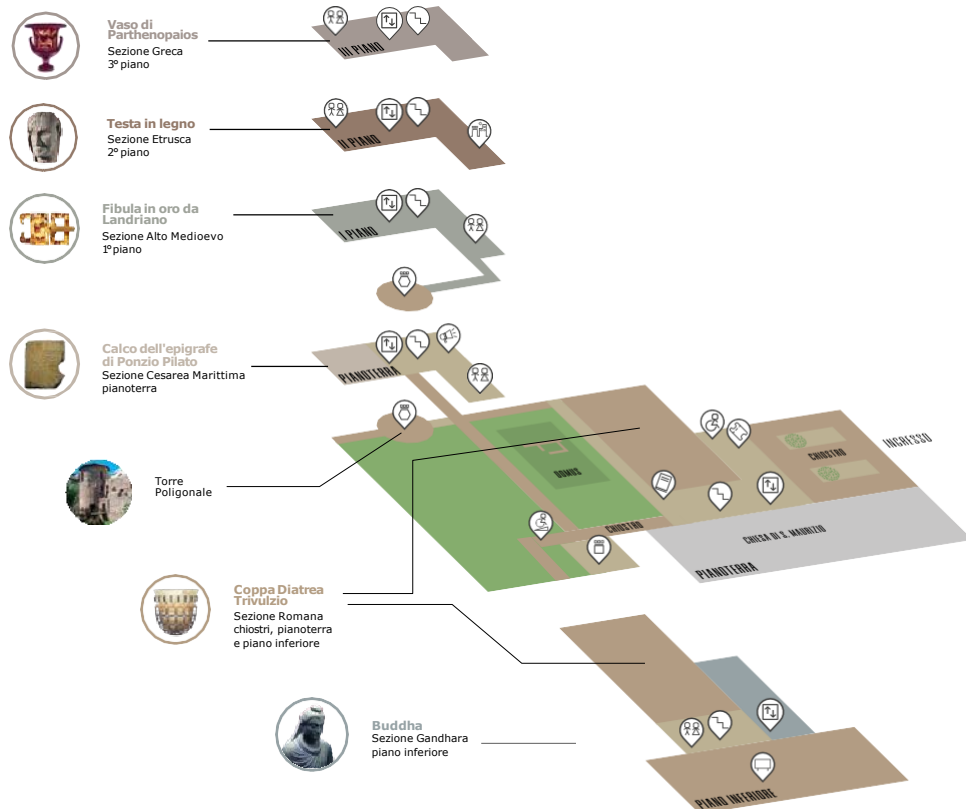 Vaso di
Parthenopaios
Sezione Greca
3° piano
III PIANO
Testa in legno
Sezione Etrusca
2° piano
II PIANO
Fibula in oro da
Landriano
Sezione Alto Medioevo
1° piano
I PIANO
Calco dell'epigrafe
di Ponzio Pilato
Sezione Cesarea Marittima
pianoterra
PIANOTERRA
INGRESSO
CHIOSTRO
DOMUS
Torre
Poligonale
CHIOSTRO
CHIESA DI S. MAURIZIO
PIANOTERRA
Coppa Diatrea
Trivulzio
Sezione Romana
chiostri, pianoterra
e piano inferiore
Buddha
Sezione Gandhara
piano inferiore
PIANO INFERIORE